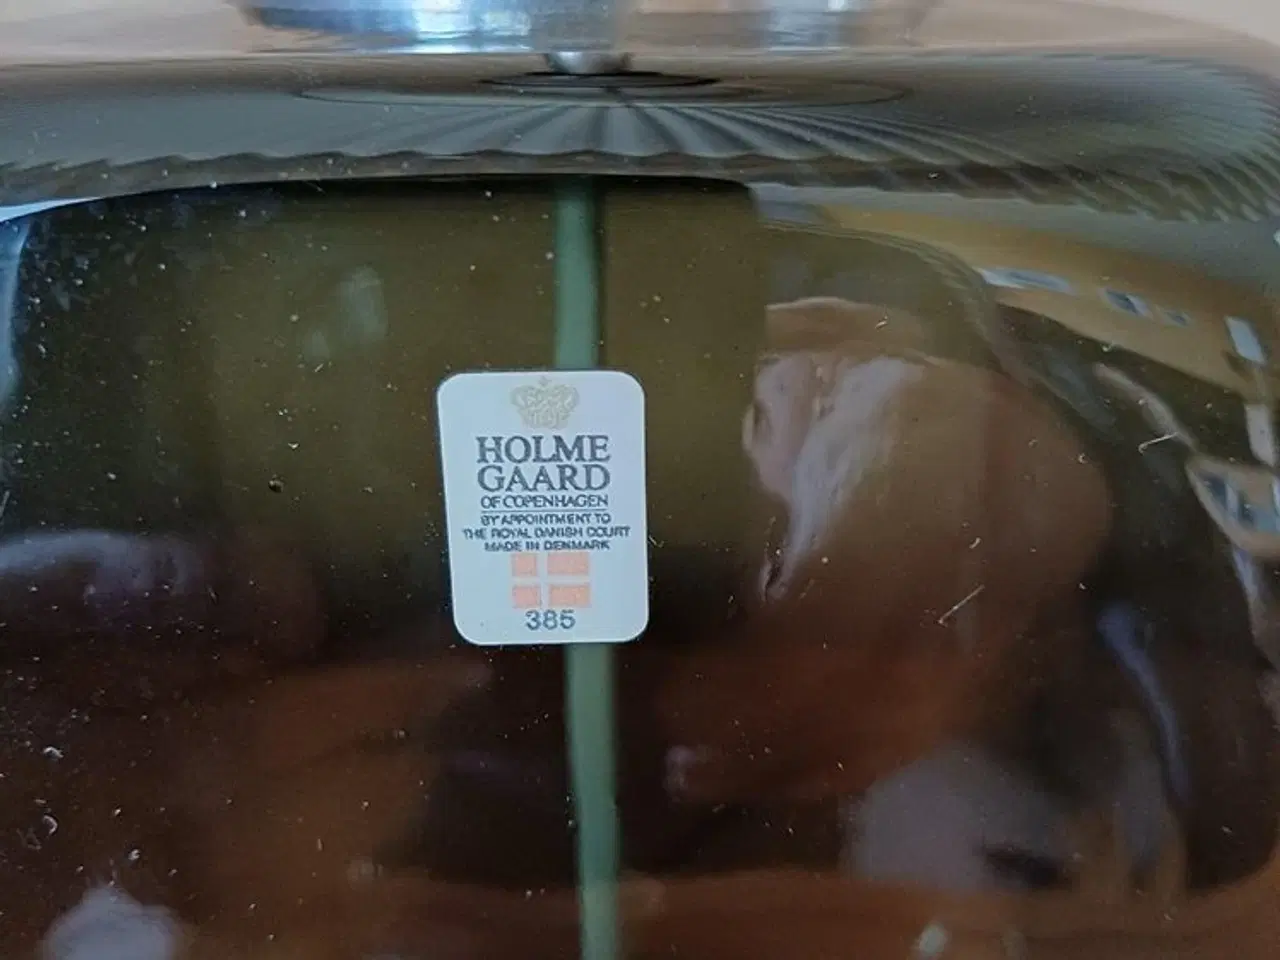 HOLME
GAARD
OF COPENHAGEN
BY APPOINTMENT TO
THE ROYAL DANISH COURT
MADE IN DENMARK
385